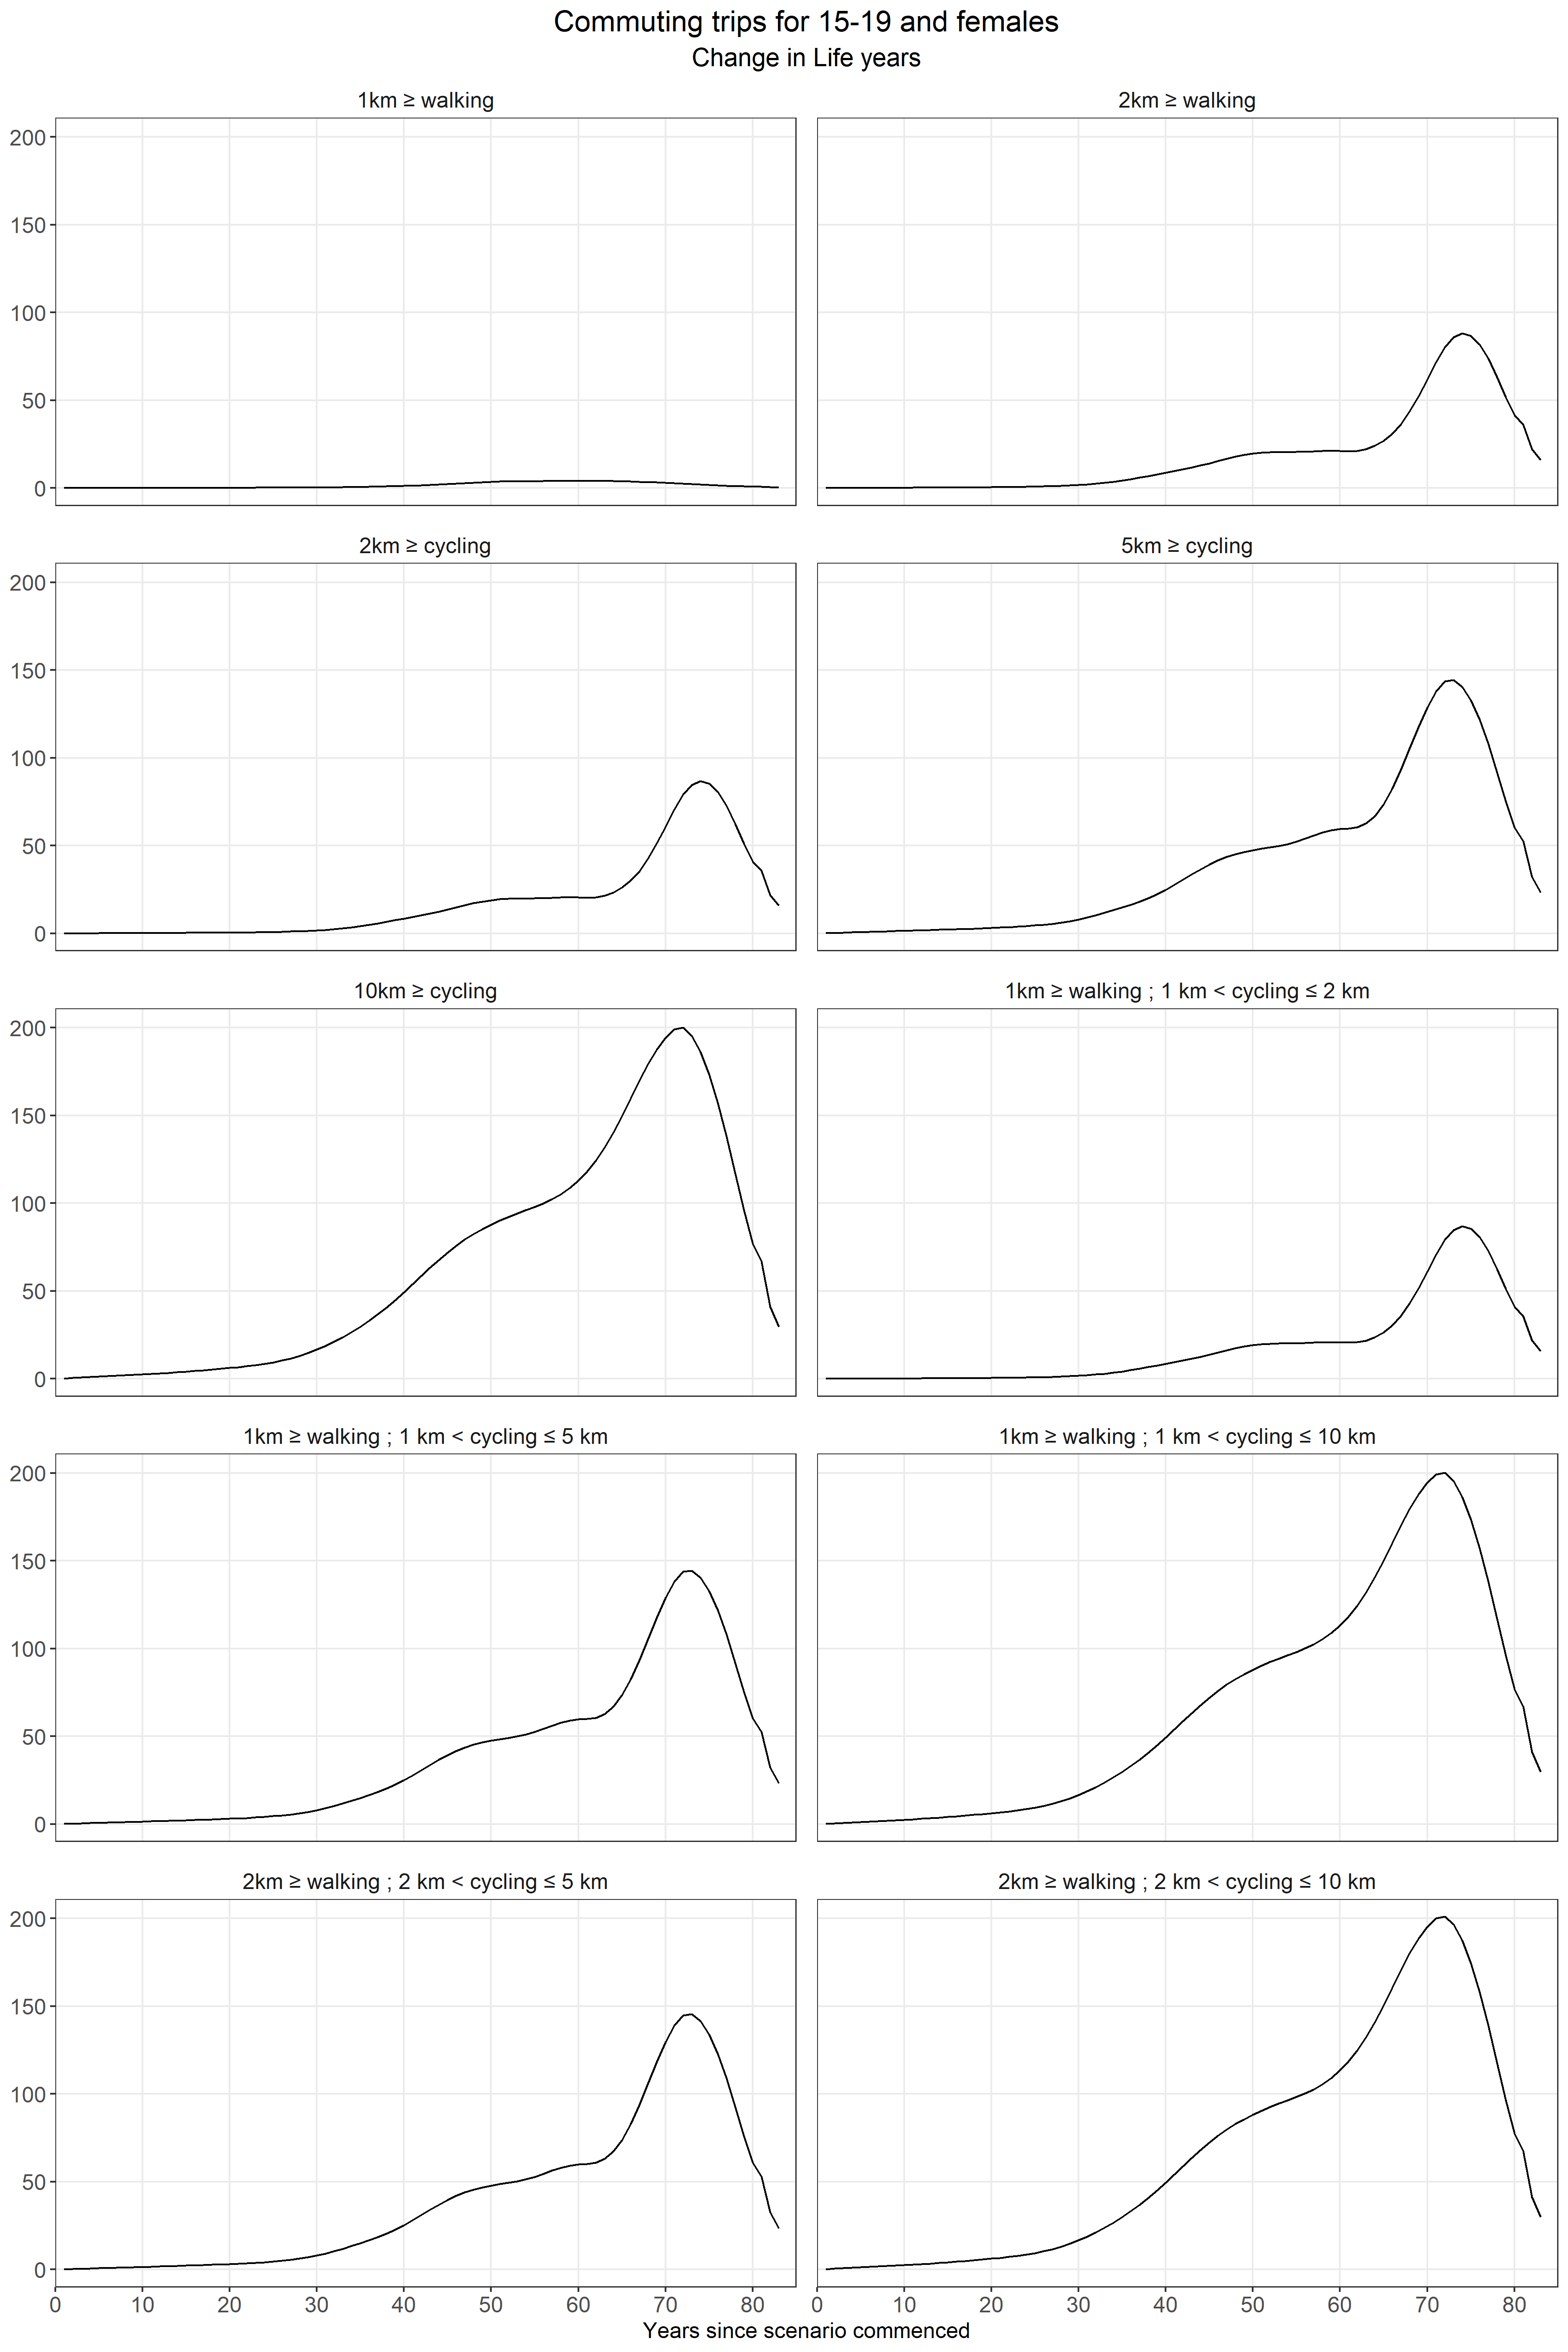 Commuting trips for 15-19 and females
Change in Life years
1km ≥ walking
2km ≥ walking
200
150
100
50
0
2km ≥ cycling
5km ≥ cycling
200
150
100
50
0
10km ≥ cycling
1km ≥ walking ; 1 km < cycling ≤ 2 km
200
150
100
50
0
1km ≥ walking ; 1 km < cycling ≤ 5 km
1km ≥ walking ; 1 km < cycling ≤ 10 km
200
150
100
50
0
2km ≥ walking ; 2 km < cycling ≤ 5 km
2km ≥ walking ; 2 km < cycling ≤ 10 km
200
150
100
50
0
0 10 20 30 40 50 60 70 80
0 10 20 30 40 50 60 70 80
Years since scenario commenced